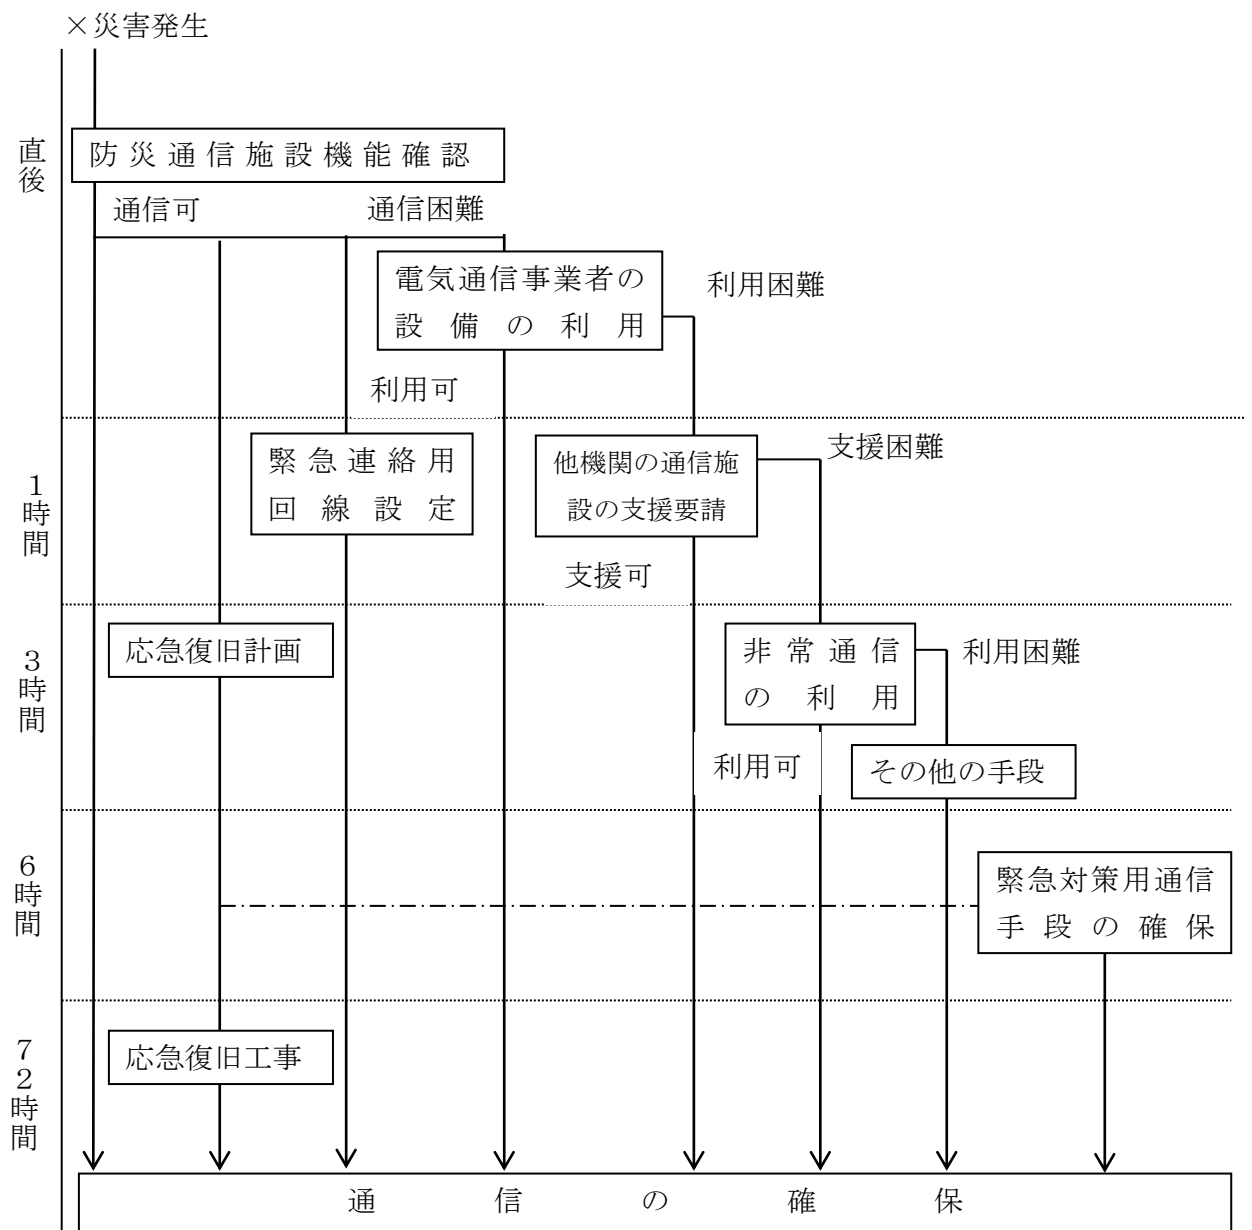 ×災害発生
直後
防災通信施設機能確認
通信可
通信困難
電気通信事業者の
設備の利用
利用困難
利用可
1時間
緊急連絡用
回線設定
他機関の通信施
設の支援要請
支援困難
支援可
3時間
応急復旧計画
非常通信
の利用
利用困難
利用可
その他の手段
6時間
緊急対策用通信
手段の確保
72時間
応急復旧工事
通信の確保